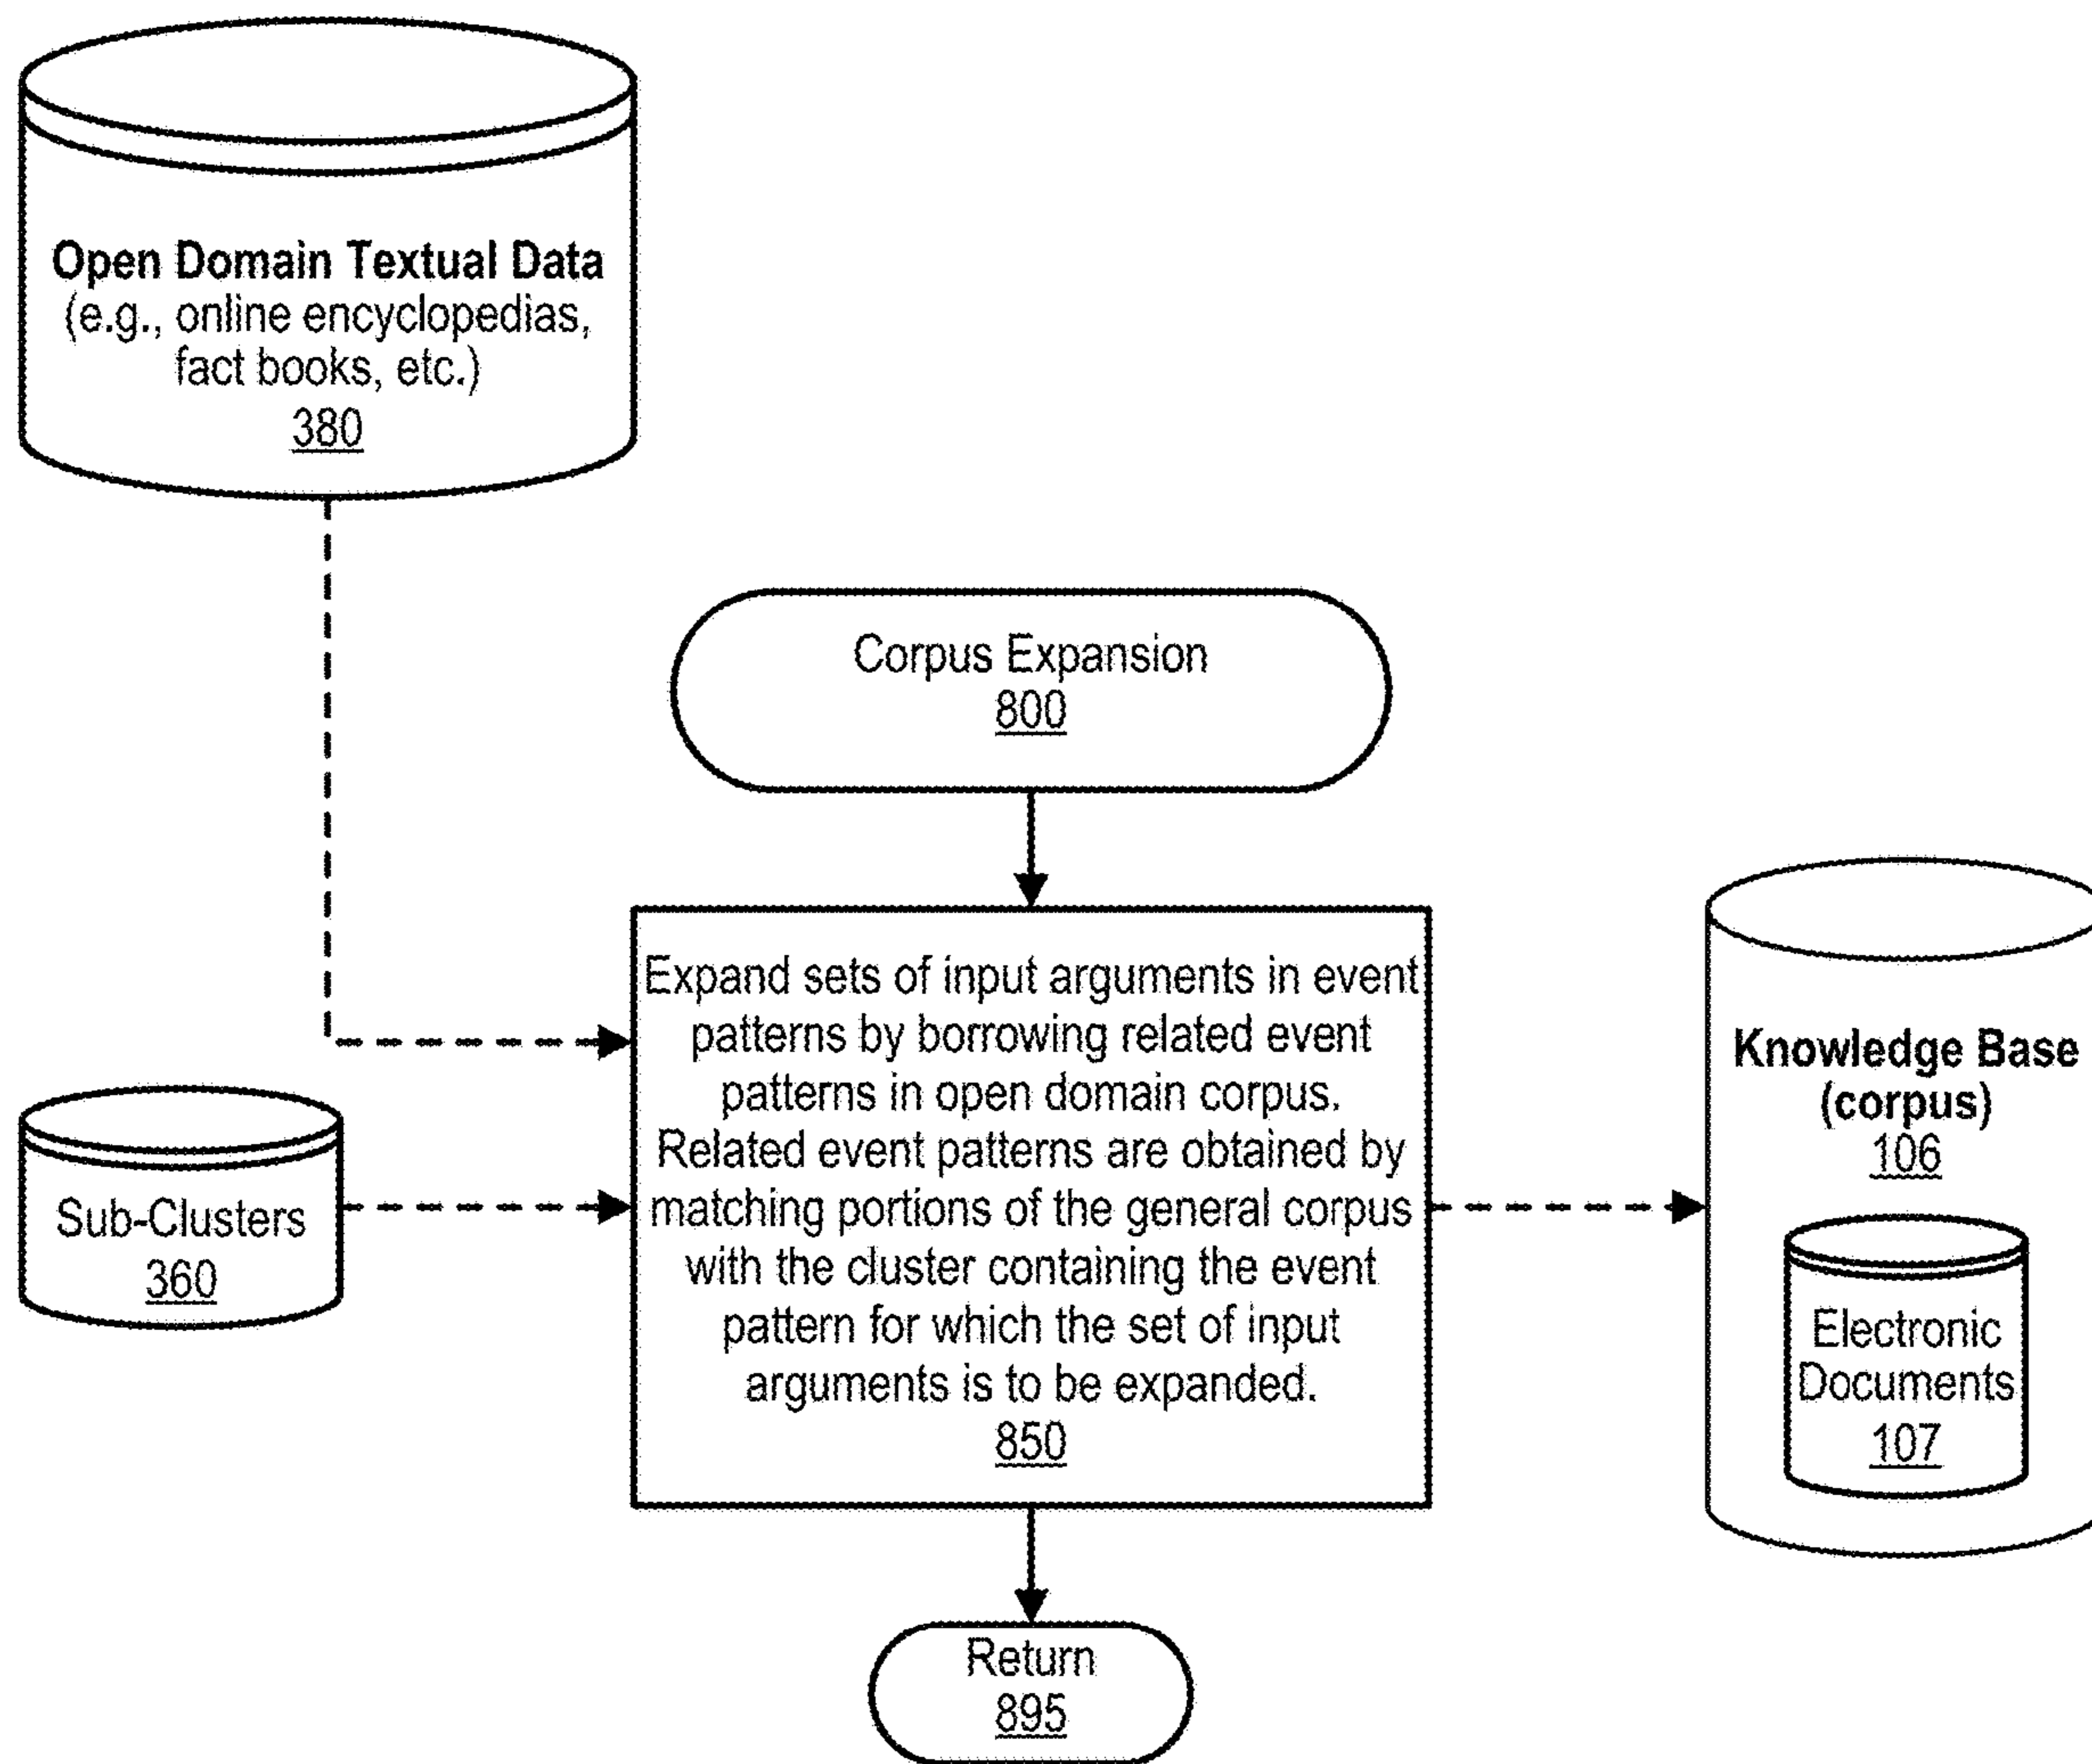 Open Domain Textual Data
(e.g., online encyclopedias,
fact books, etc.)
380
Corpus Expansion
800
Expand sets of input arguments in event
patterns by borrowing related event
patterns in open domain corpus.
Related event patterns are obtained by
matching portions of the general corpus
with the cluster containing the event
pattern for which the set of input
arguments is to be expanded.
850
Sub-Clusters
360
Knowledge Base
(corpus)
106
Electronic
Documents
107
Return
895